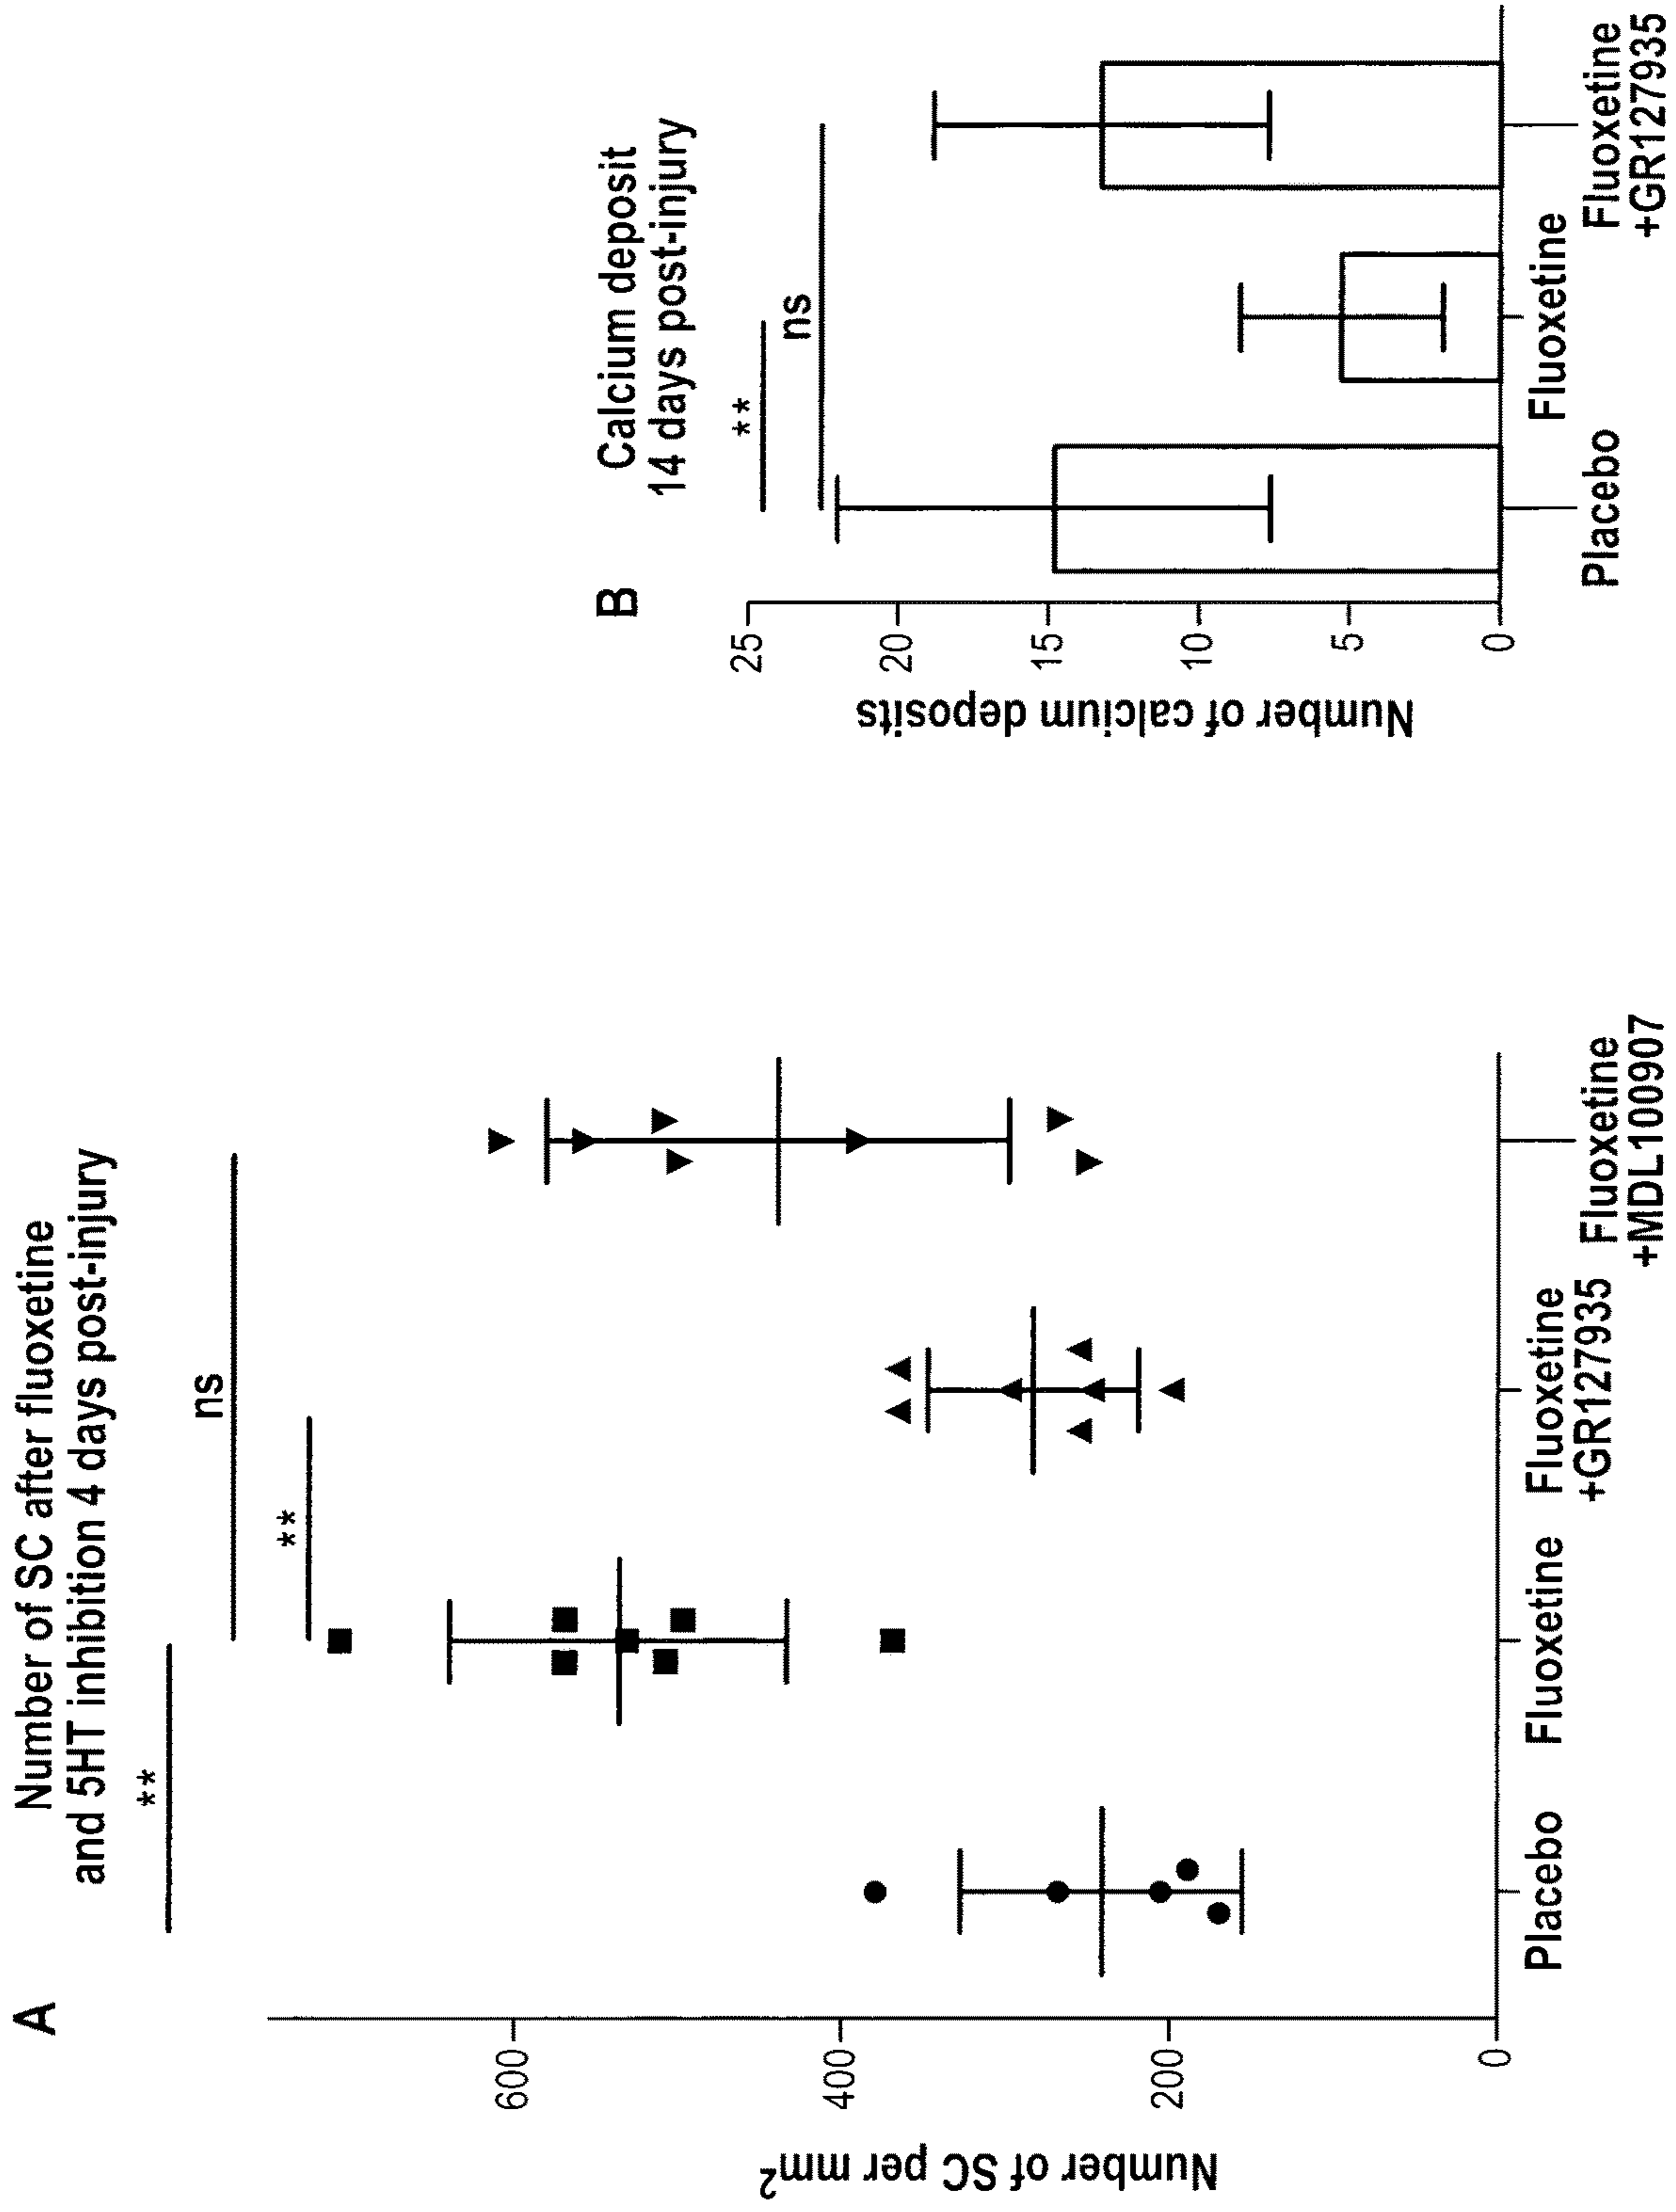 A
Number of SC after fluoxetine
and 5HT inhibition 4 days post-injury
**
ns
**
600
400
200
0
Number of SC per mm²
Placebo
Fluoxetine
Fluoxetine
+GR127935
Fluoxetine
+MDL100907
B
Calcium deposit
14 days post-injury
**
ns
25
20
15
10
5
0
Number of calcium deposits
Placebo
Fluoxetine
Fluoxetine
+GR127935